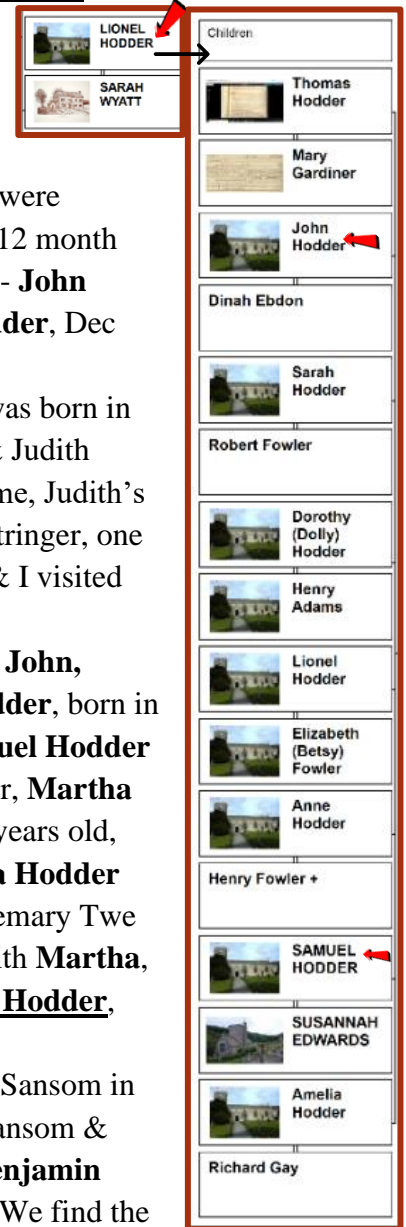 LIONEL
HODDER
SARAH
WYATT
were
12 month
- John
der, Dec
was born in
Judith
me, Judith's
tringer, one
& I visited
John,
dder, born in
uel Hodder
r, Martha
years old,
a Hodder
emary Twe
ith Martha,
Hodder,
Sansom in
ansom &
enjamin
We find the
Children
Thomas
Hodder
Mary
Gardiner
John
Hodder
Dinah Ebdon
Sarah
Hodder
Robert Fowler
Dorothy
(Dolly)
Hodder
Henry
Adams
Lionel
Hodder
Elizabeth
(Betsy)
Fowler
Anne
Hodder
Henry Fowler +
SAMUEL
HODDER
SUSANNAH
EDWARDS
Amelia
Hodder
Richard Gay